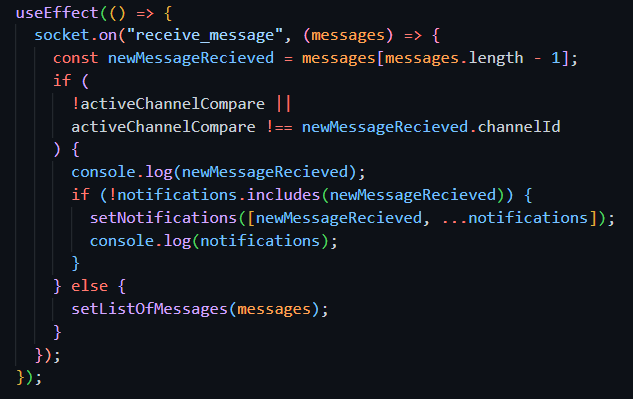 useEffect(() => {
  socket.on("receive_message", (messages) => {
    const newMessageRecieved = messages[messages.length - 1];
    if (
      !activeChannelCompare ||
      activeChannelCompare !== newMessageRecieved.channelId
    ) {
      console.log(newMessageRecieved);
      if (!notifications.includes(newMessageRecieved)) {
        setNotifications([newMessageRecieved, ...notifications]);
        console.log(notifications);
      }
    } else {
      setListOfMessages(messages);
    }
  });
});